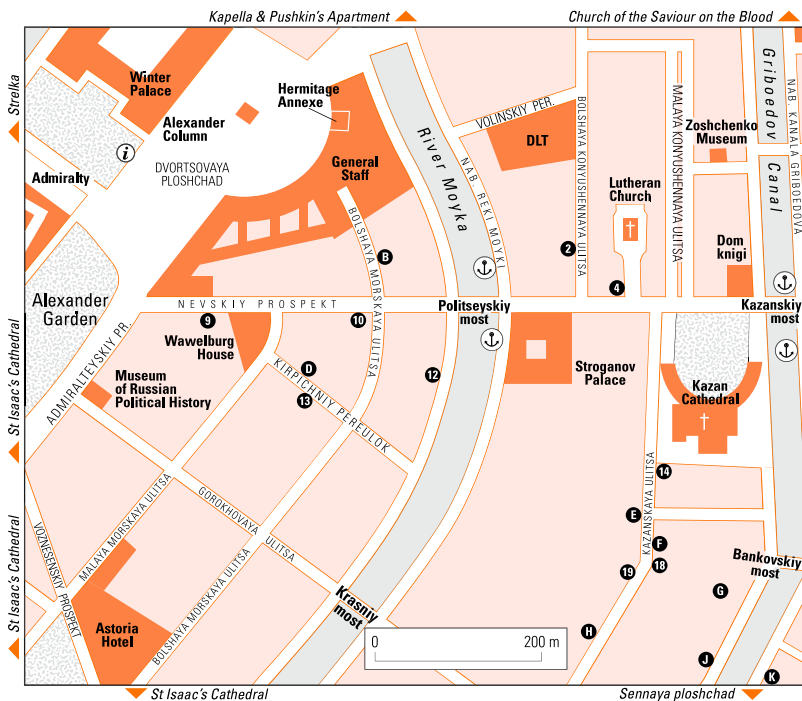 Kapella & Pushkin's Apartment
Church of the Saviour on the Blood
Strelka
Winter
Palace
Hermitage
Annexe
Alexander
Column
i
DVORTSOVAYA
PLOSHCHAD
General
Staff
Admiralty
River Moyka
NAB. REKI MOYKI
VOLINSKIY PER.
DLT
BOLSHAYA KONYUSHENNAYA ULITSA
MALAYA KONYUSHENNAYA ULITSA
Zoshchenko
Museum
Griboedov
Canal
NAB. KANALA GRIBOEDOVA
Lutheran
Church
Dom
knigi
BOLSHAYA MORSKAYA ULITSA
B
2
4
Alexander
Garden
NEVSKIY PROSPEKT
Politseyskiy
most
Kazanskiy
most
9
10
Wawelburg
House
ADMIRALTEYSKIY PR.
St Isaac's Cathedral
Museum
of Russian
Political History
D
KIRPICHNIY PEREULOK
13
12
Stroganov
Palace
Kazan
Cathedral
KAZANSKAYA ULITSA
14
E
F
18
19
G
H
J
K
Bankovskiy
most
St Isaac's Cathedral
VOZNESENSKIY PROSPEKT
MALAYA MORSKAYA ULITSA
GOROKHOVAYA ULITSA
BOLSHAYA MORSKAYA ULITSA
Krasniy
most
Astoria
Hotel
0
200 m
St Isaac's Cathedral
Sennaya ploshchad